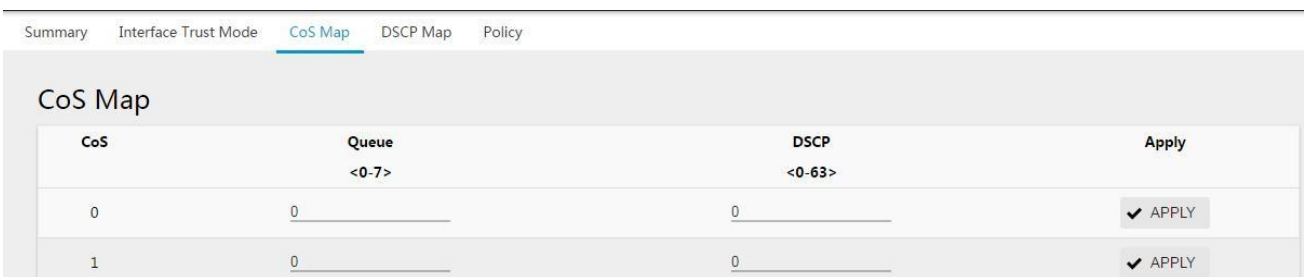 Summary Interface Trust Mode CoS Map DSCP Map Policy
CoS Map
CoS Queue DSCP Apply
<0-7> <0-63>
0 0 0 APPLY
1 0 0 APPLY